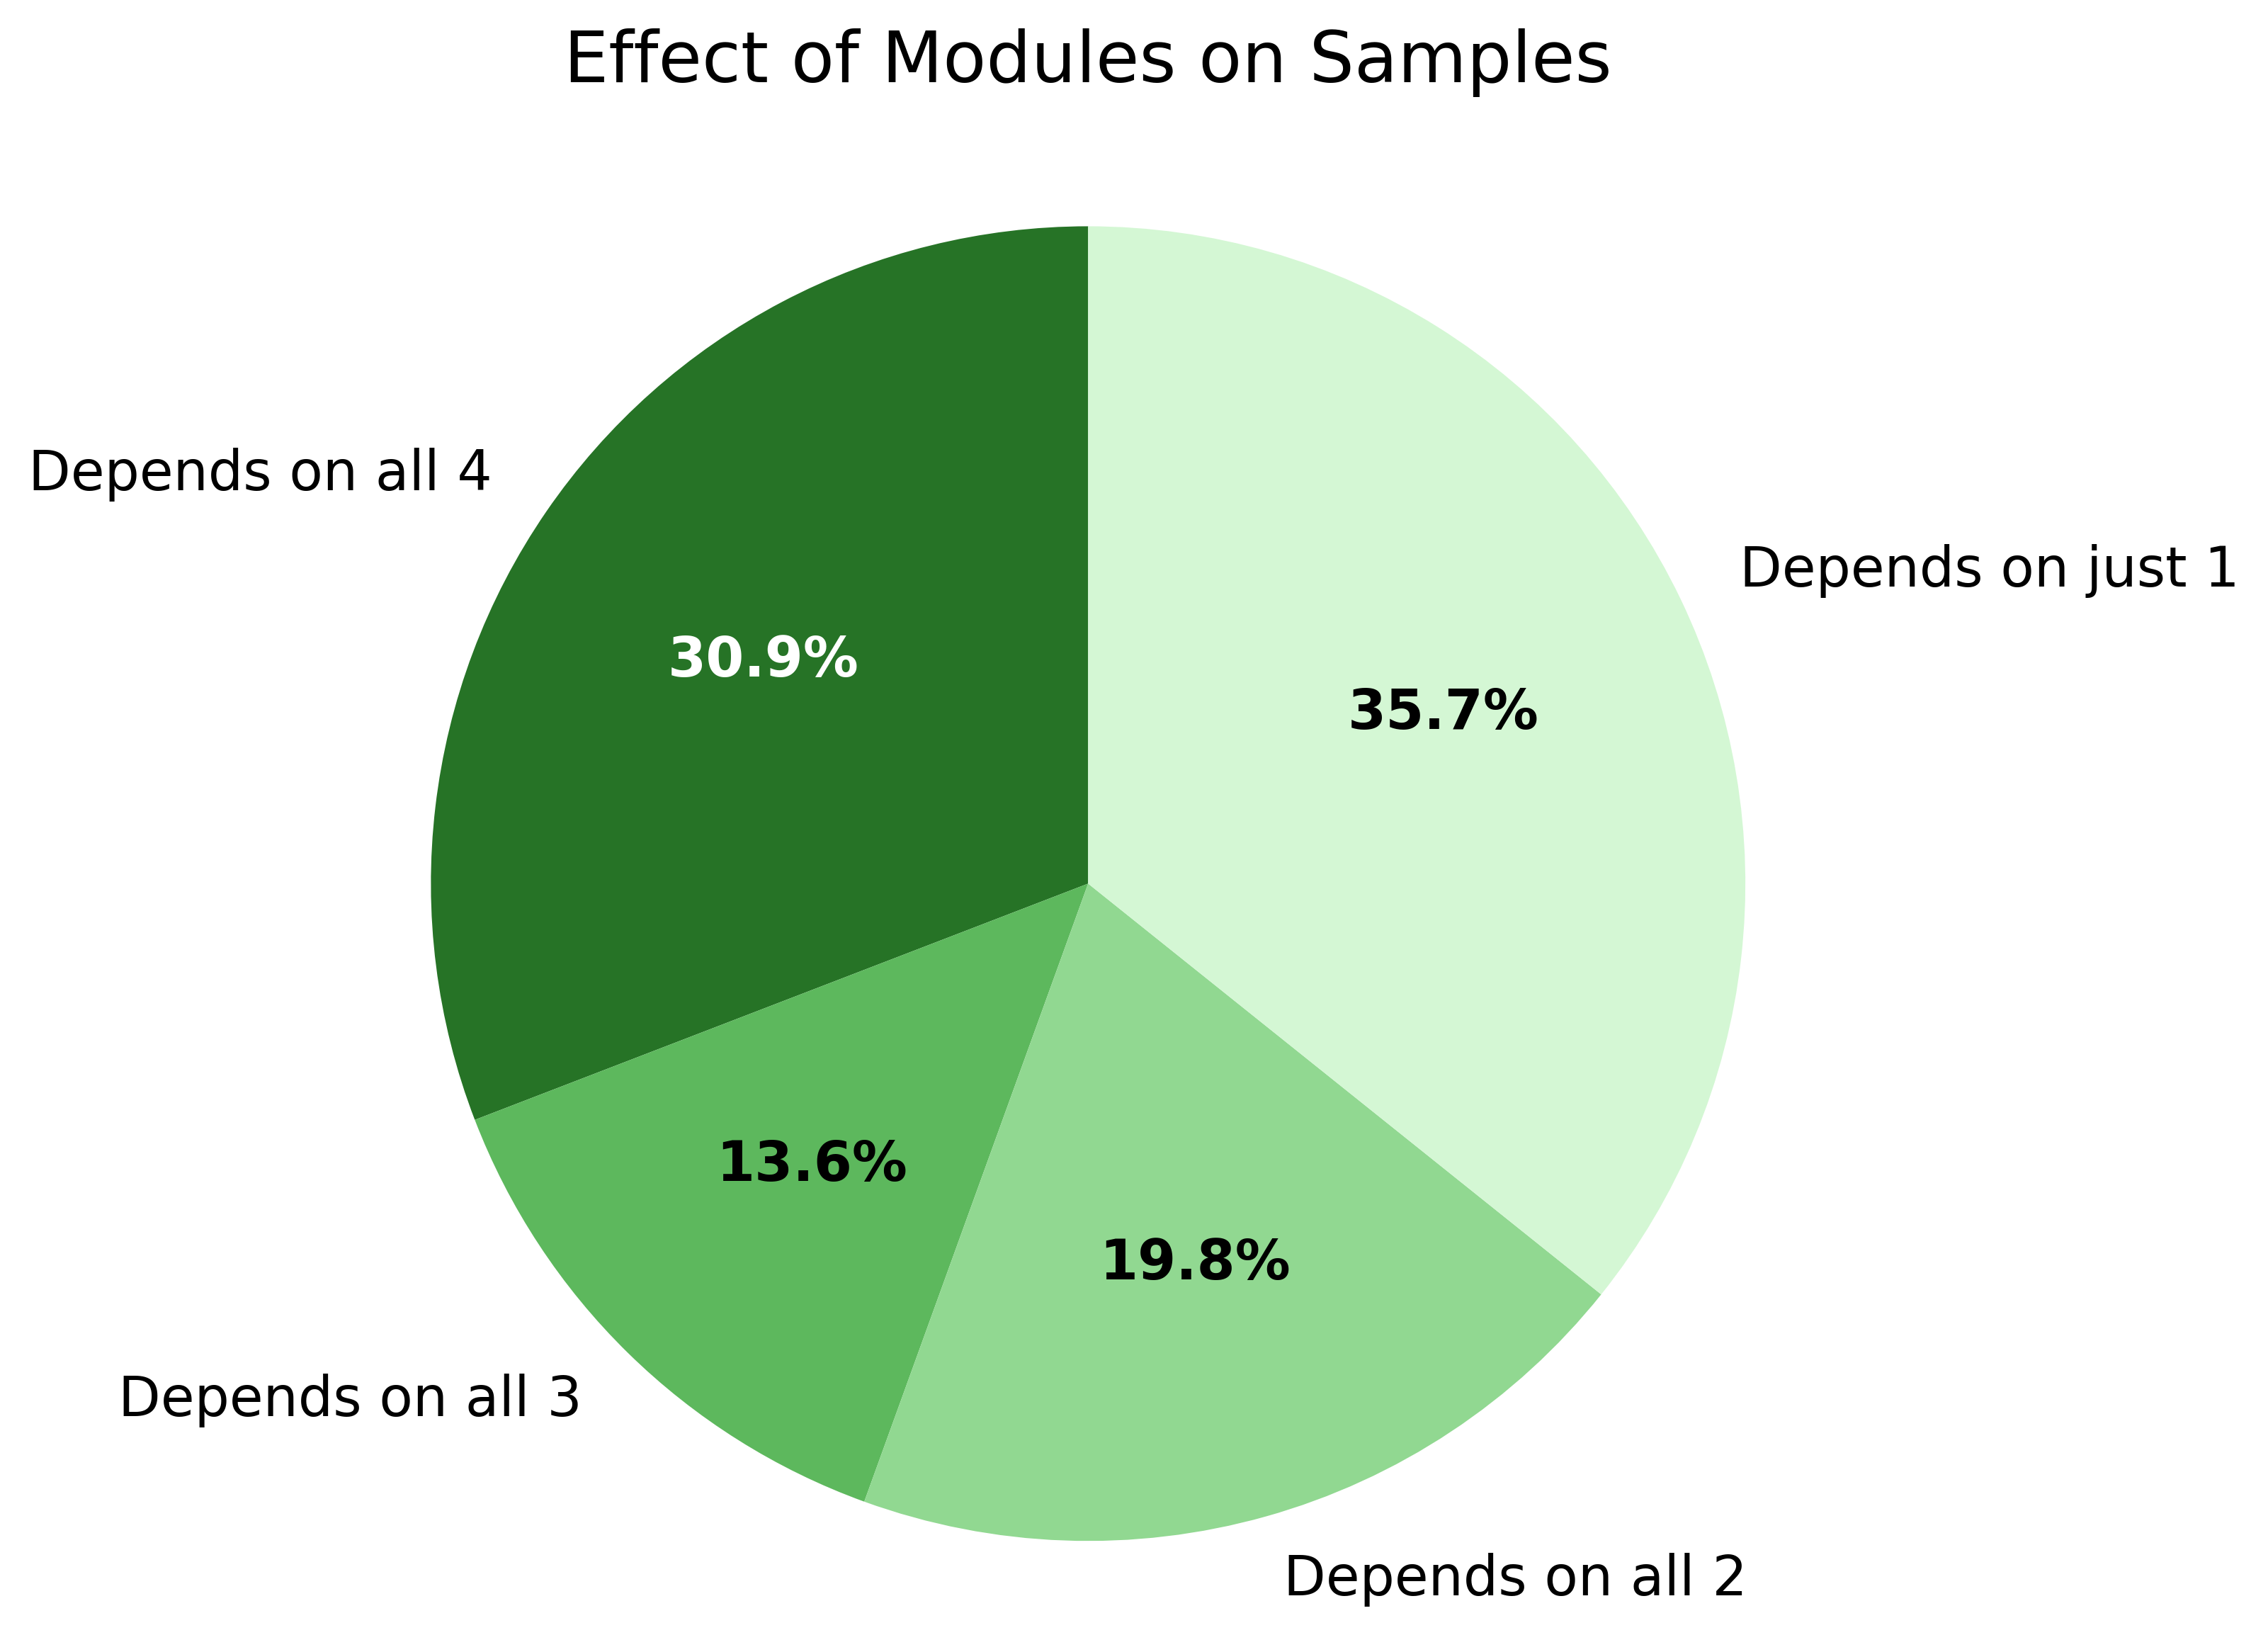 Effect of Modules on Samples
Depends on all 4
Depends on just 1
30.9%
35.7%
13.6%
19.8%
Depends on all 3
Depends on all 2